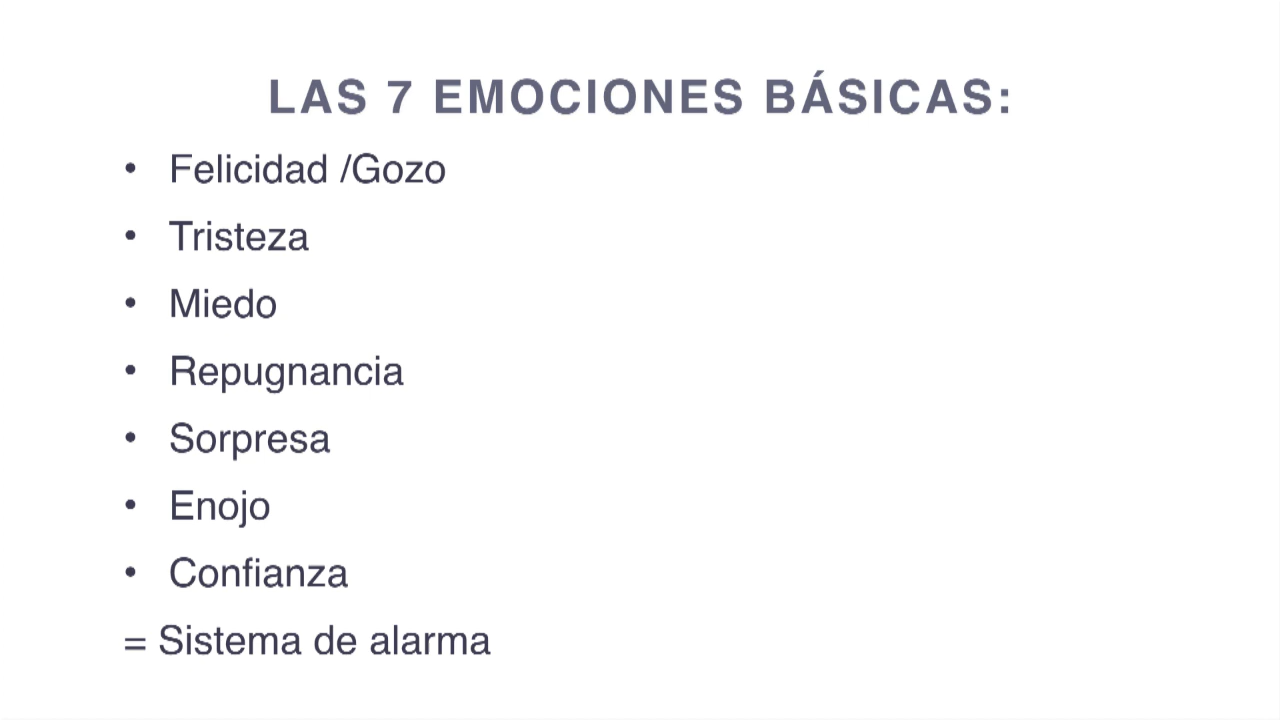 LAS 7 EMOCIONES BÁSICAS:
• Felicidad /Gozo
• Tristeza
• Miedo
• Repugnancia
• Sorpresa
• Enojo
• Confianza
= Sistema de alarma